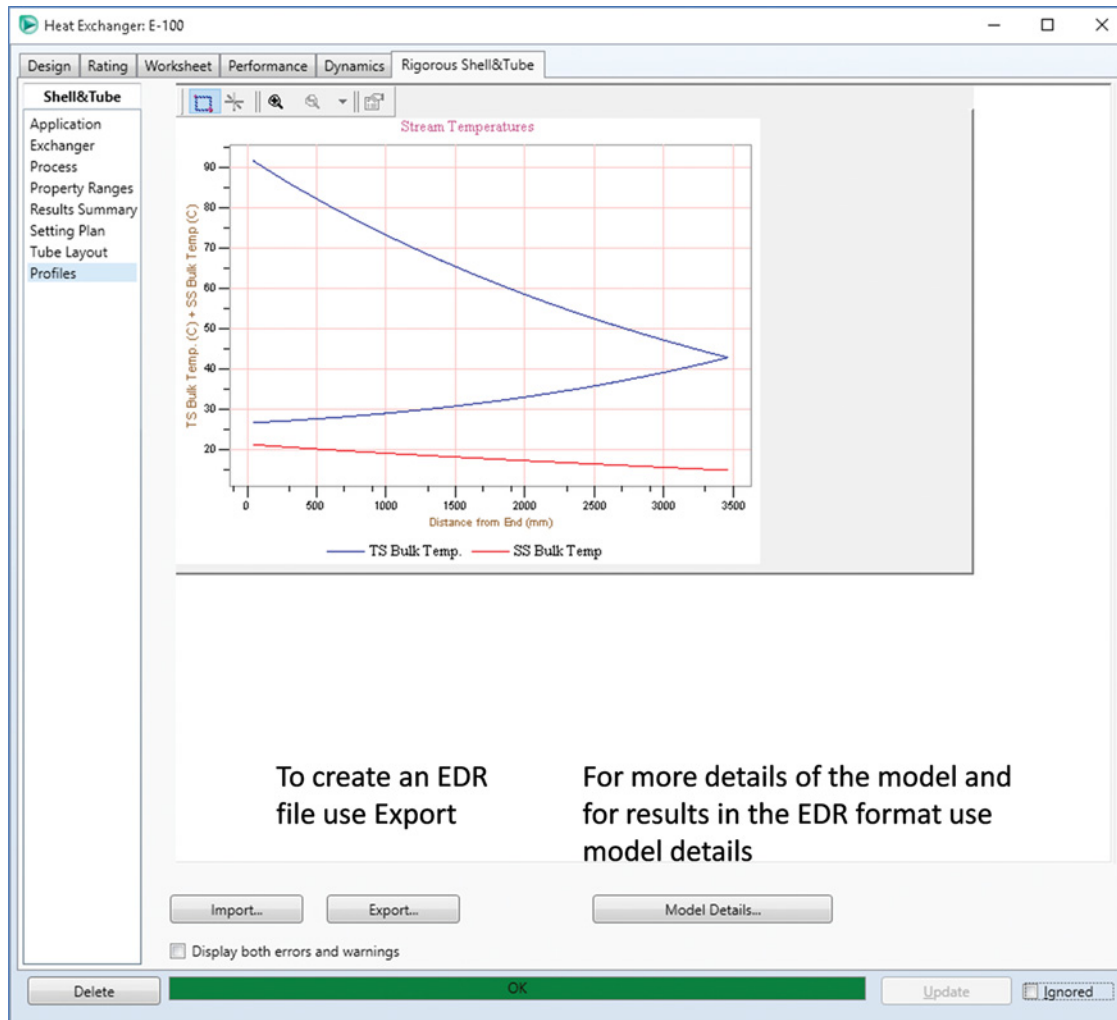 Heat Exchanger: E-100
Design Rating Worksheet Performance Dynamics Rigorous Shell&Tube
Shell&Tube
Application
Exchanger
Process
Property Ranges
Results Summary
Setting Plan
Tube Layout
Profiles
Stream Temperatures
TS Bulk Temp. (C) + SS Bulk Temp (C)
90
80
70
60
50
40
30
20
0 500 1000 1500 2000 2500 3000 3500
Distance from End (mm)
TS Bulk Temp. SS Bulk Temp
To create an EDR
file use Export
For more details of the model and
for results in the EDR format use
model details
Import... Export... Model Details...
Display both errors and warnings
Delete OK Update Ignored